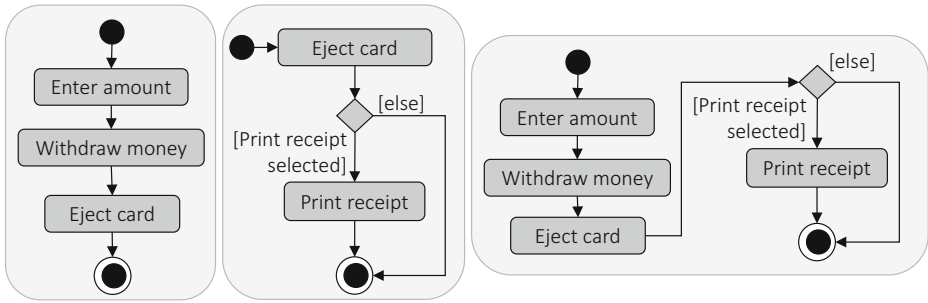 Enter amount
Withdraw money
Eject card
Eject card
[else]
[Print receipt
selected]
Print receipt
Enter amount
Withdraw money
Eject card
[else]
[Print receipt
selected]
Print receipt